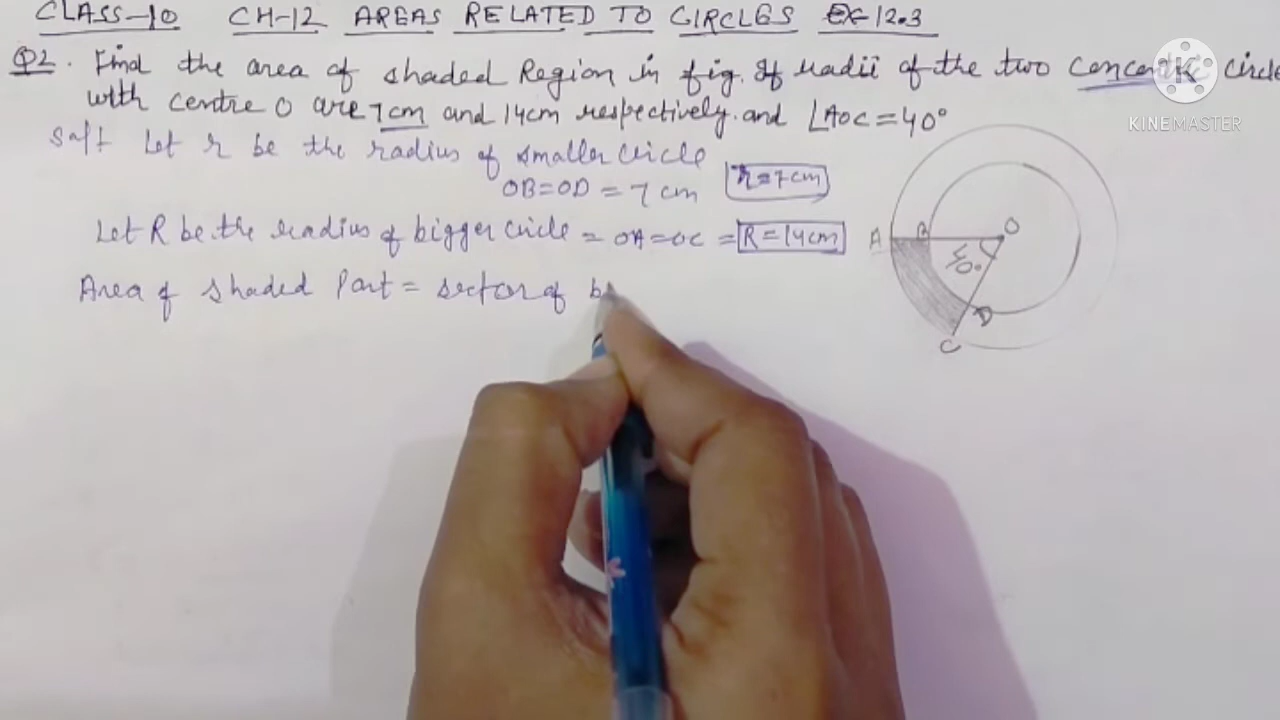 CLASS-10 CH-12 AREAS RELATED TO CIRCLES EX-12.3
Q2. Find the area of shaded Region in fig. If radii of the two concentric circle
with centre O are 7cm and 14cm respectively. and ∠AOC = 40°
KINEMASTER
Let r be the radius of smaller circle
OB=OD = 7 cm r=7cm
Let R be the radius of bigger circle = OA=OC = R=14cm
Area of shaded Part = sector of b
A B O
40°
D
C